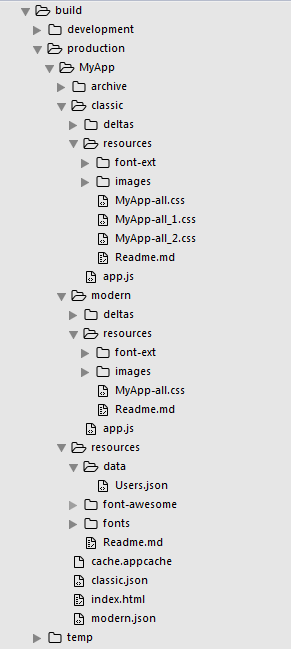 build
development
production
MyApp
archive
classic
deltas
resources
font-ext
images
MyApp-all.css
MyApp-all_1.css
MyApp-all_2.css
Readme.md
app.js
modern
deltas
resources
font-ext
images
MyApp-all.css
Readme.md
app.js
resources
data
Users.json
font-awesome
fonts
Readme.md
cache.appcache
classic.json
index.html
modern.json
temp